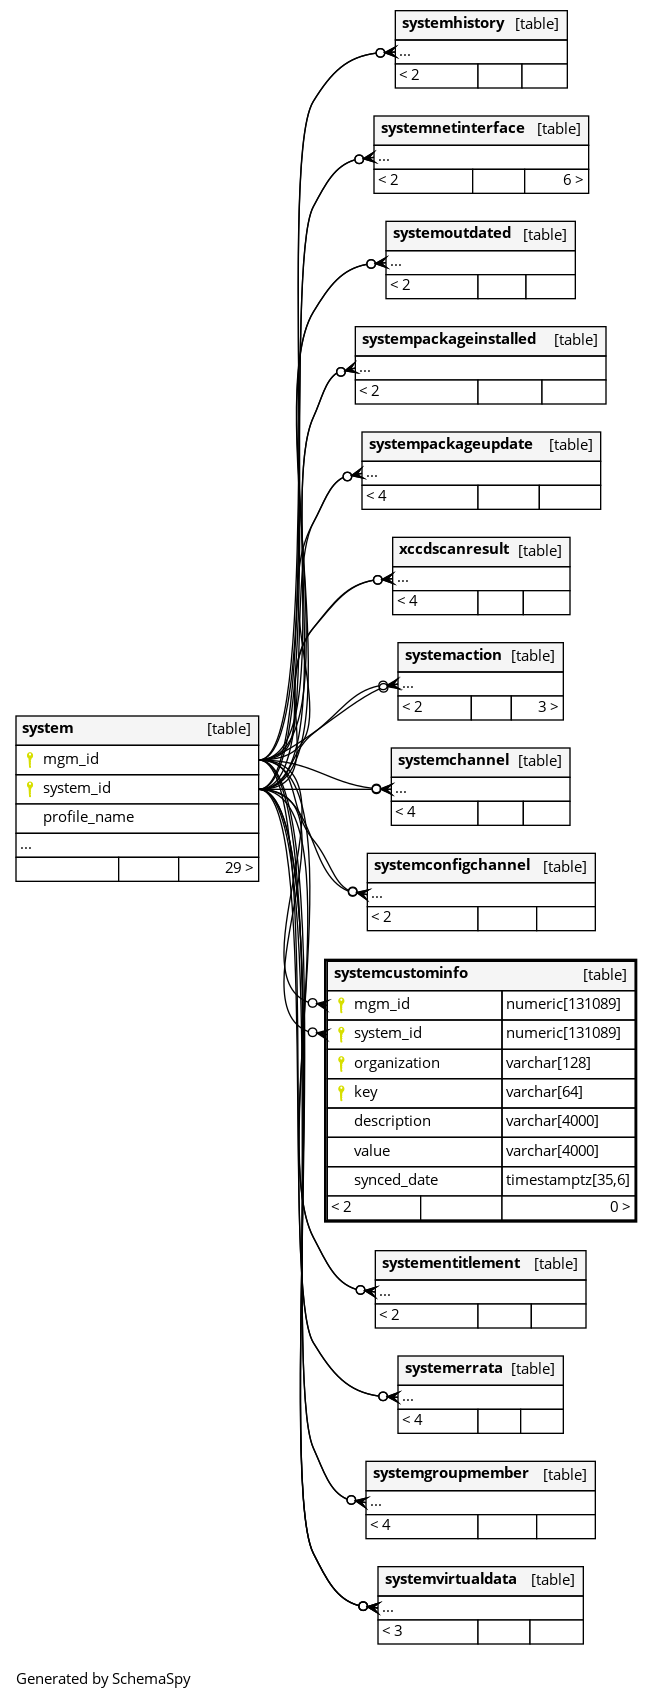 systemhistory [table]
...
< 2
systemnetinterface [table]
...
< 2 6 >
systemoutdated [table]
...
< 2
systempackageinstalled [table]
...
< 2
systempackageupdate [table]
...
< 4
xccdscanresult [table]
...
< 4
systemaction [table]
...
< 2 3 >
system [table]
mgm_id
system_id
profile_name
...
29 >
systemchannel [table]
...
< 4
systemconfigchannel [table]
...
< 2
systemcustominfo [table]
mgm_id numeric[131089]
system_id numeric[131089]
organization varchar[128]
key varchar[64]
description varchar[4000]
value varchar[4000]
synced_date timestamptz[35,6]
< 2 0 >
systementitlement [table]
...
< 2
systemerrata [table]
...
< 4
systemgroupmember [table]
...
< 4
systemvirtualdata [table]
...
< 3
Generated by SchemaSpy